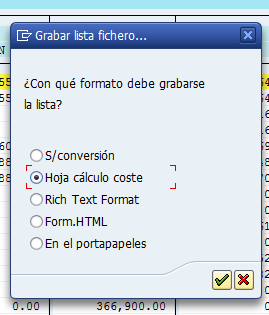 Grabar lista fichero...
¿Con qué formato debe grabarse
la lista?
S/conversión
Hoja cálculo coste
Rich Text Format
Form.HTML
En el portapapeles
0.00 366,900.00